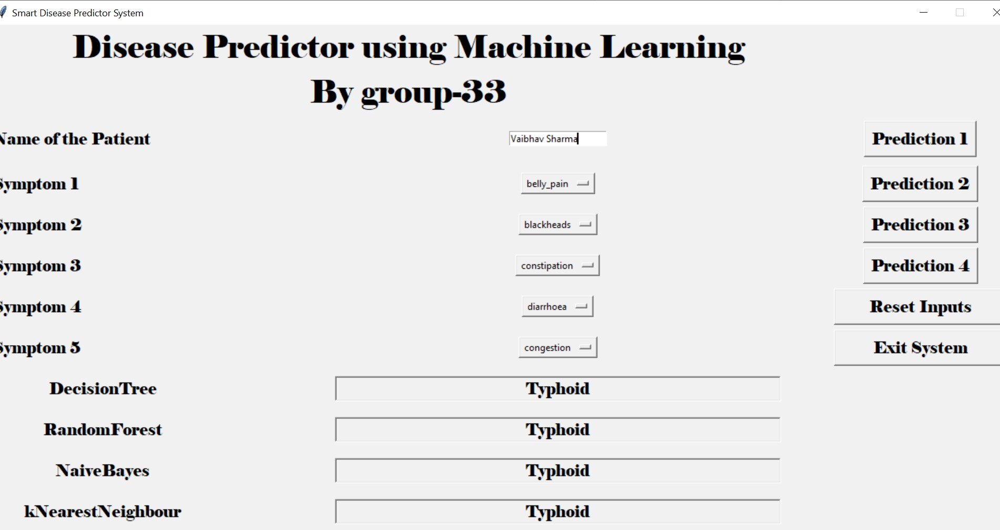 Smart Disease Predictor System
Disease Predictor using Machine Learning
By group-33
Name of the Patient Vaibhav Sharma Prediction 1
Symptom 1 belly_pain Prediction 2
Symptom 2 blackheads Prediction 3
Symptom 3 constipation Prediction 4
Symptom 4 diarrhoea Reset Inputs
Symptom 5 congestion Exit System
DecisionTree Typhoid
RandomForest Typhoid
NaiveBayes Typhoid
kNearestNeighbour Typhoid